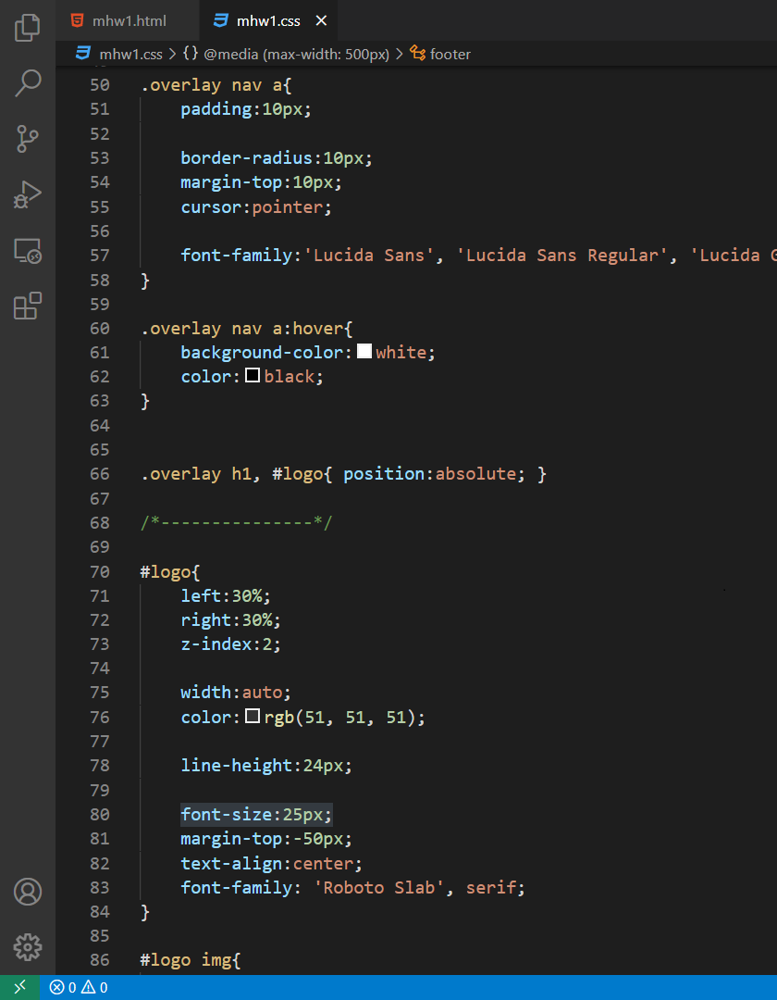 mhw1.html mhw1.css
mhw1.css > {} @media (max-width: 500px) > footer
50 .overlay nav a{
51 padding:10px;
52
53 border-radius:10px;
54 margin-top:10px;
55 cursor:pointer;
56
57 font-family:'Lucida Sans', 'Lucida Sans Regular', 'Lucida G
58 }
59
60 .overlay nav a:hover{
61 background-color:white;
62 color:black;
63 }
64
65
66 .overlay h1, #logo{ position:absolute; }
67
68 /*---------------*/
69
70 #logo{
71 left:30%;
72 right:30%;
73 z-index:2;
74
75 width:auto;
76 color:rgb(51, 51, 51);
77
78 line-height:24px;
79
80 font-size:25px;
81 margin-top:-50px;
82 text-align:center;
83 font-family: 'Roboto Slab', serif;
84 }
85
86 #logo img{
0 0